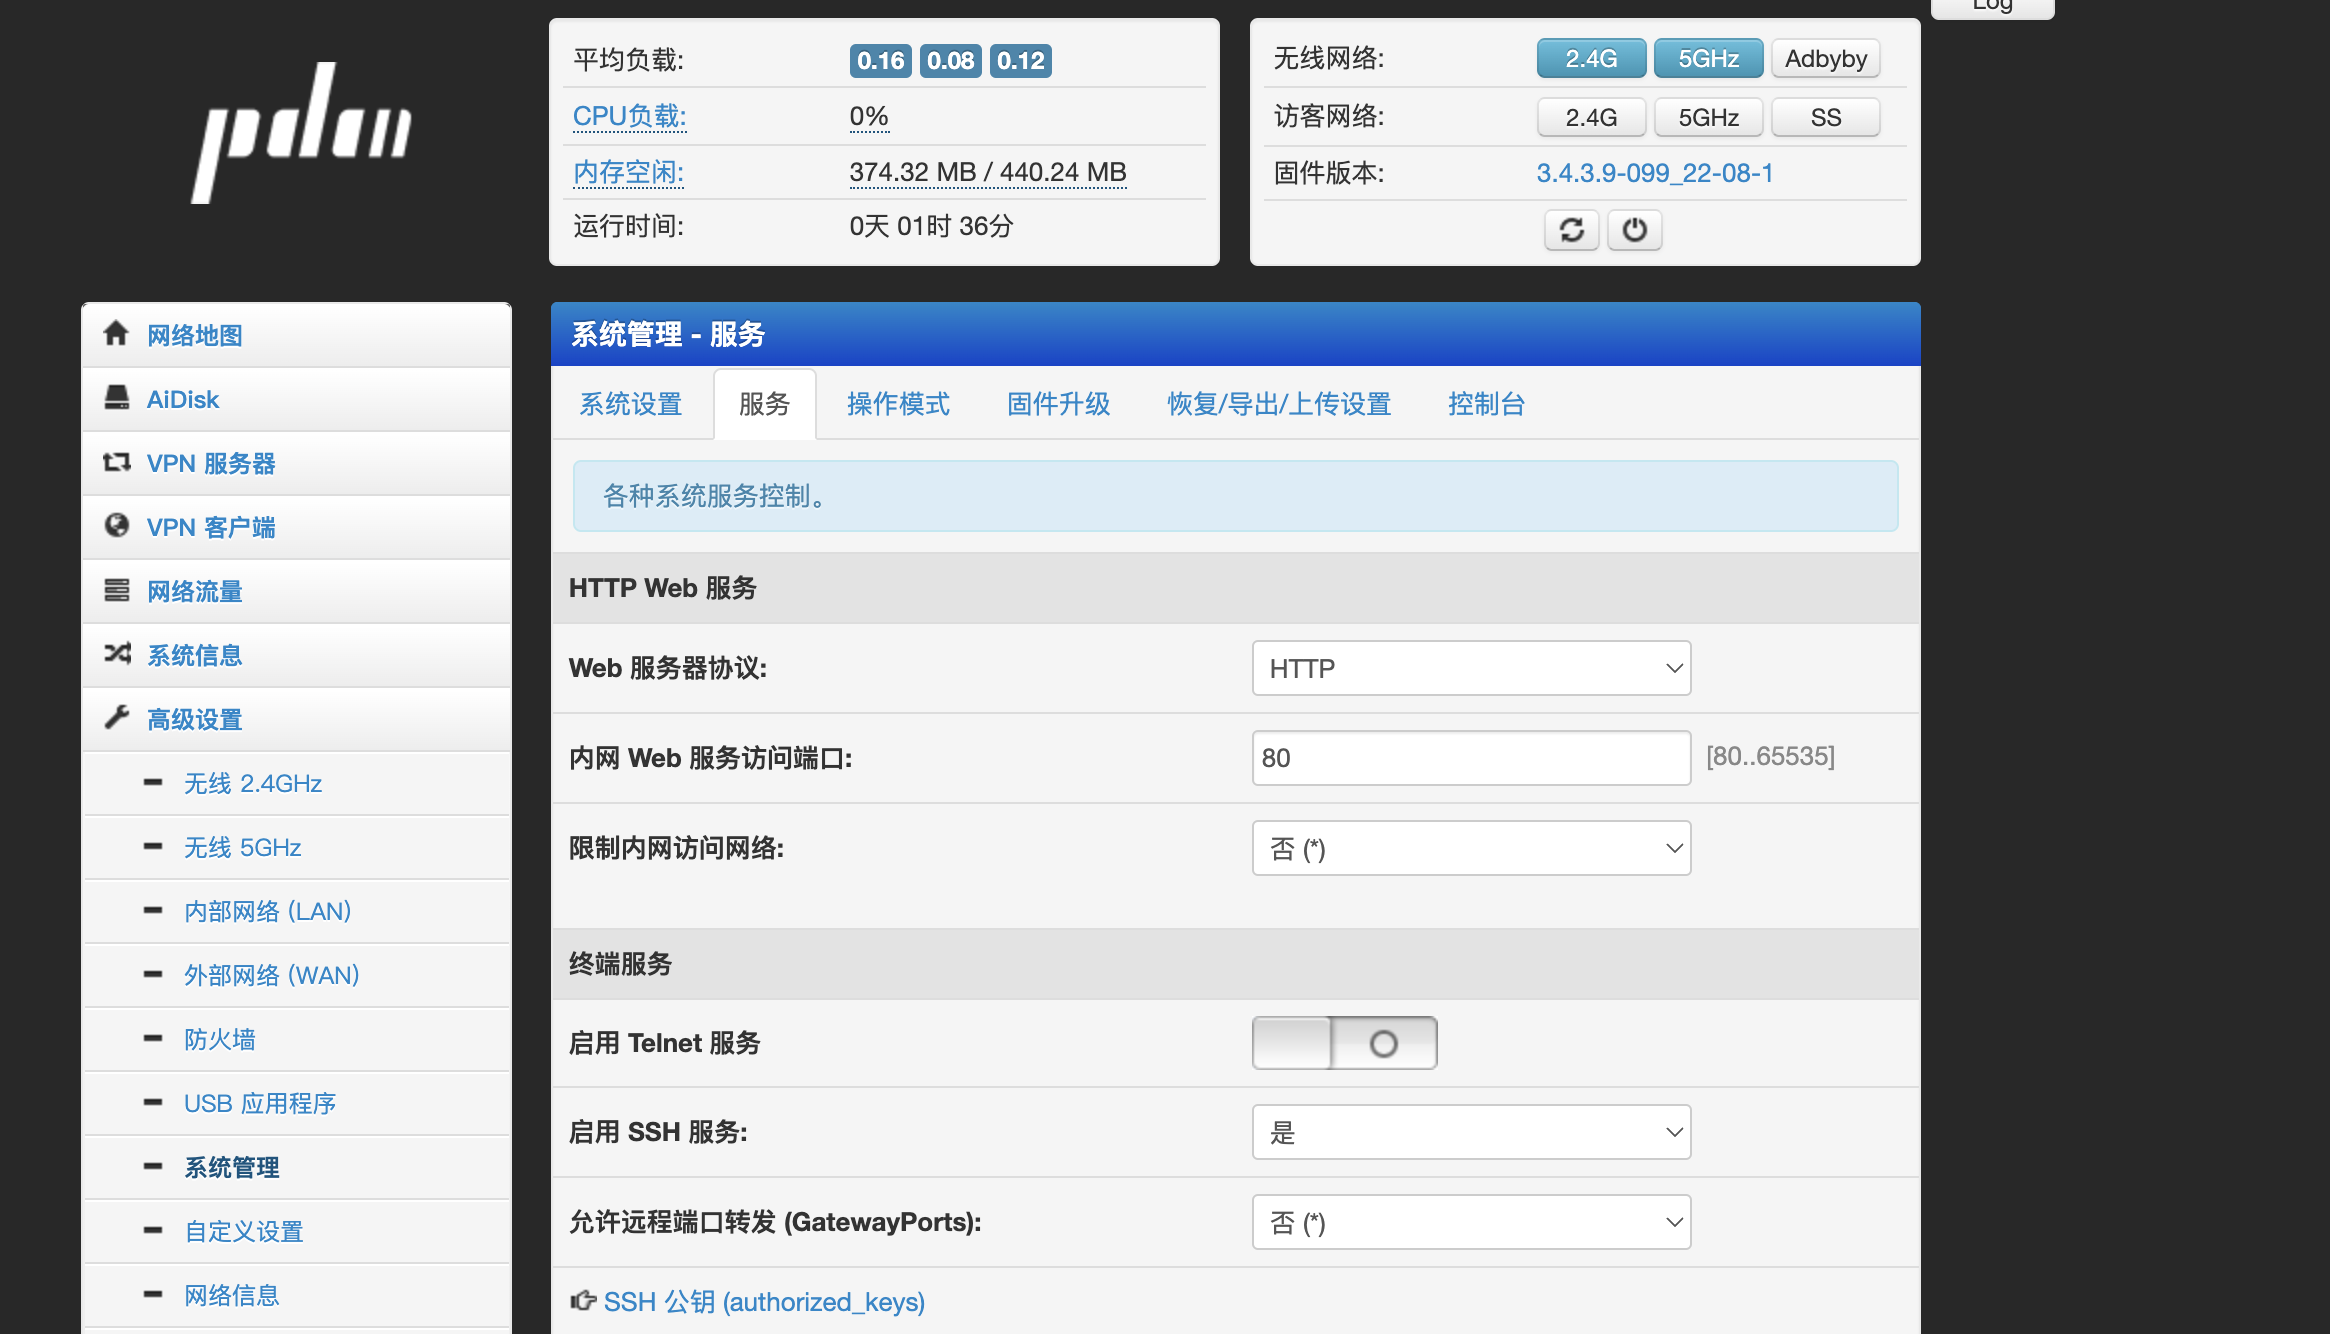 Log
pdcn
平均负载: 0.16 0.08 0.12
CPU负载: 0%
内存空闲: 374.32 MB / 440.24 MB
运行时间: 0天 01时 36分
无线网络: 2.4G 5GHz Adbyby
访客网络: 2.4G 5GHz SS
固件版本: 3.4.3.9-099_22-08-1
网络地图
AiDisk
VPN 服务器
VPN 客户端
网络流量
系统信息
高级设置
无线 2.4GHz
无线 5GHz
内部网络 (LAN)
外部网络 (WAN)
防火墙
USB 应用程序
系统管理
自定义设置
网络信息
系统管理 - 服务
系统设置 服务 操作模式 固件升级 恢复/导出/上传设置 控制台
各种系统服务控制。
HTTP Web 服务
Web 服务器协议: HTTP
内网 Web 服务访问端口: 80 [80..65535]
限制内网访问网络: 否 (*)
终端服务
启用 Telnet 服务
启用 SSH 服务: 是
允许远程端口转发 (GatewayPorts): 否 (*)
SSH 公钥 (authorized_keys)